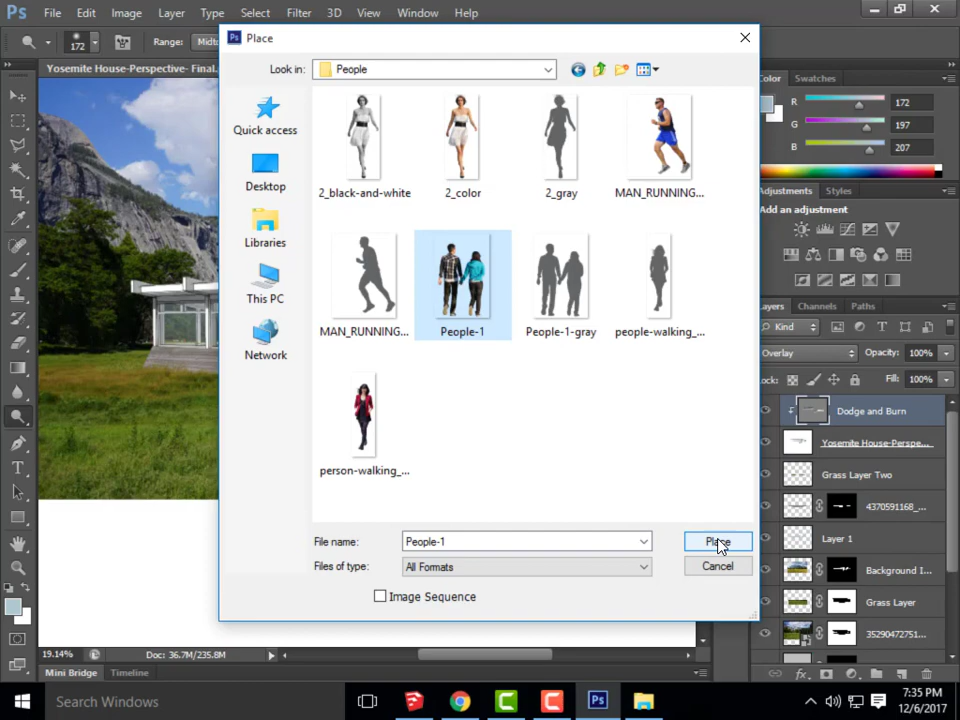 Ps File Edit Image Layer Type Select Filter 3D View Window Help
172 Range: Midt
Yosemite House-Perspective- Final.
Ps Place
Look in: People
Quick access
Desktop
Libraries
This PC
Network
2_black-and-white 2_color 2_gray MAN_RUNNING...
MAN_RUNNING... People-1 People-1-gray people-walking_...
person-walking_...
File name: People-1 Place
Files of type: All Formats Cancel
Image Sequence
Color Swatches
R 172
G 197
B 207
Adjustments Styles
Add an adjustment
Layers Channels Paths
Kind
Overlay Opacity: 100%
Lock: Fill: 100%
Dodge and Burn
Yosemite House-Perspe...
Grass Layer Two
4370591168_...
Layer 1
Background I...
Grass Layer
35290472751...
19.14% Doc: 36.7M/235.8M
Mini Bridge Timeline
Search Windows
Ps
7:35 PM
12/6/2017